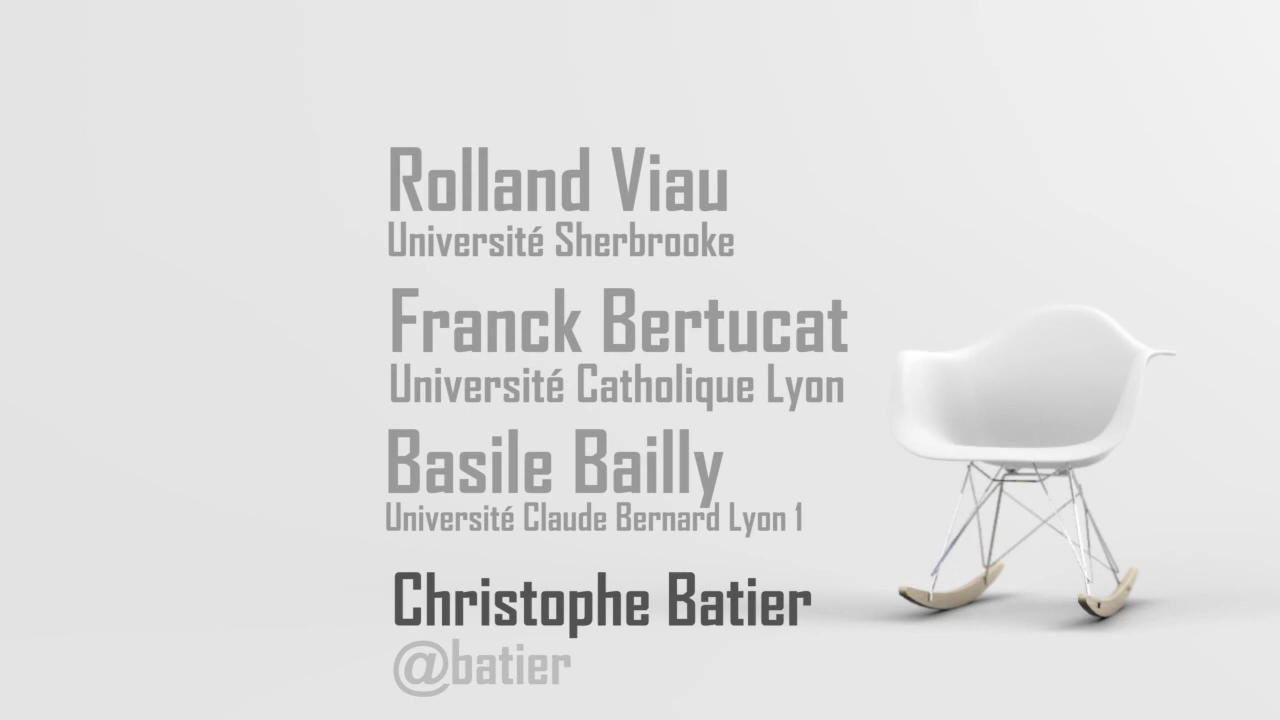 Rolland Viau
Université Sherbrooke
Franck Bertucat
Université Catholique Lyon
Basile Bailly
Université Claude Bernard Lyon 1
Christophe Batier
@batier